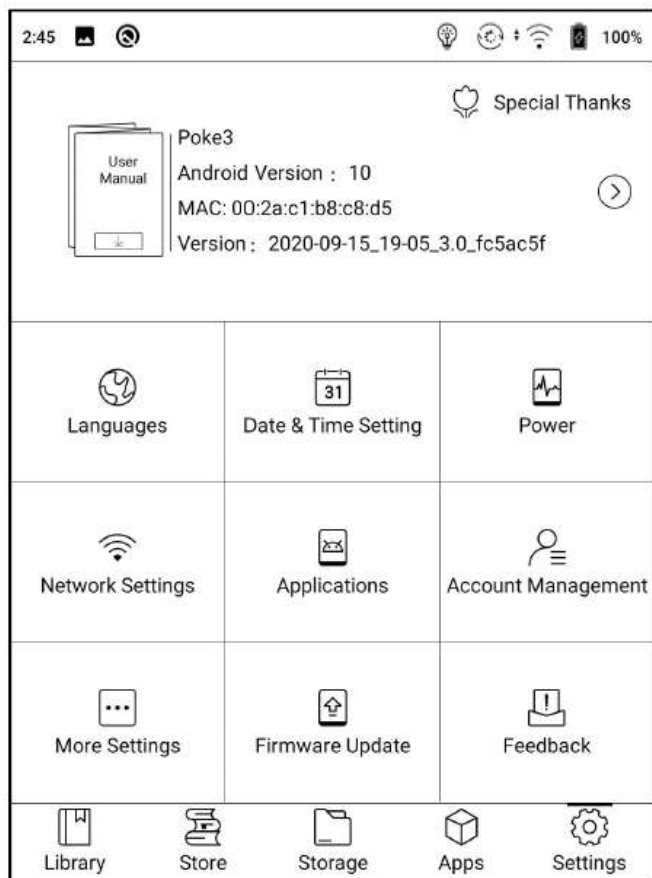 2:45 100%
Special Thanks
User
Manual
Poke3
Android Version : 10
MAC: 00:2a:c1:b8:c8:d5
Version : 2020-09-15_19-05_3.0_fc5ac5f
Languages
31
Date & Time Setting
Power
Network Settings
Applications
Account Management
More Settings
Firmware Update
Feedback
Library
Store
Storage
Apps
Settings